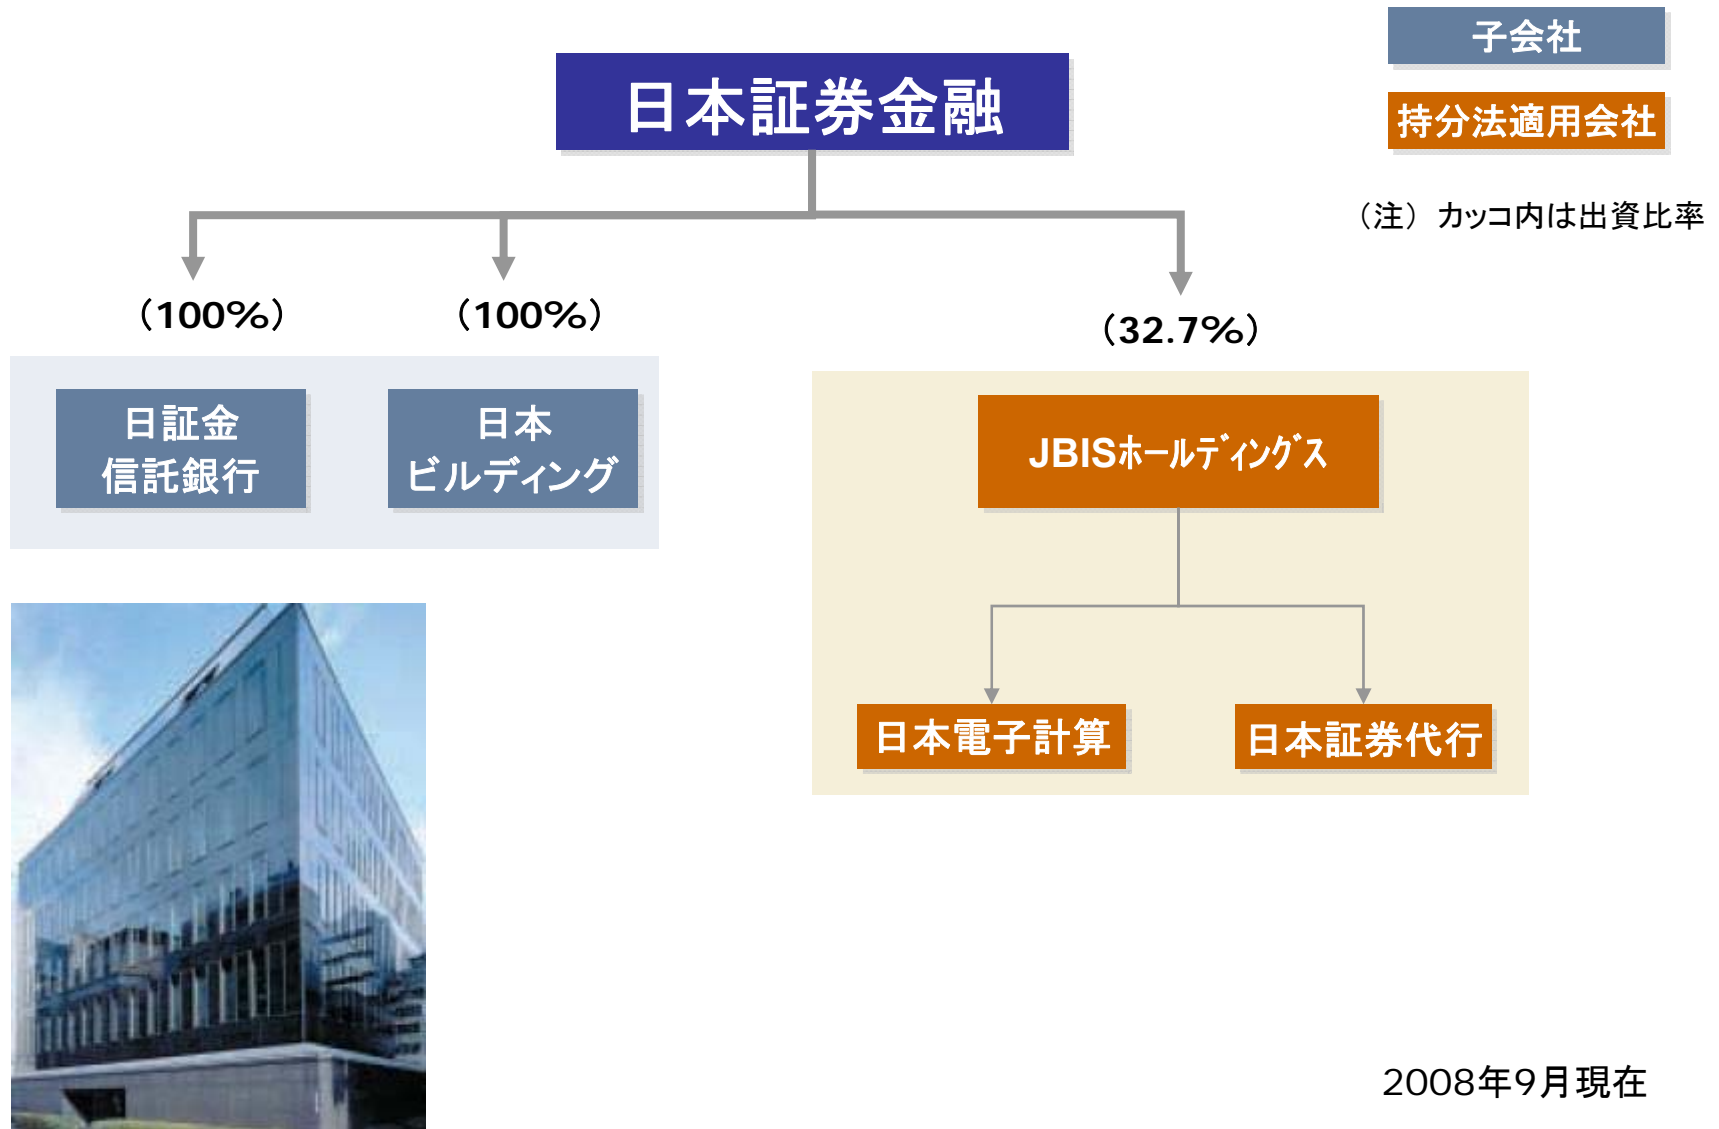 子会社
日本証券金融
持分法適用会社
（注） カッコ内は出資比率
（100%）
（100%）
（32.7%）
日証金
信託銀行
日本
ビルディング
JBISﾎｰﾙﾃﾞｨﾝｸﾞｽ
日本電子計算
日本証券代行
2008年9月現在